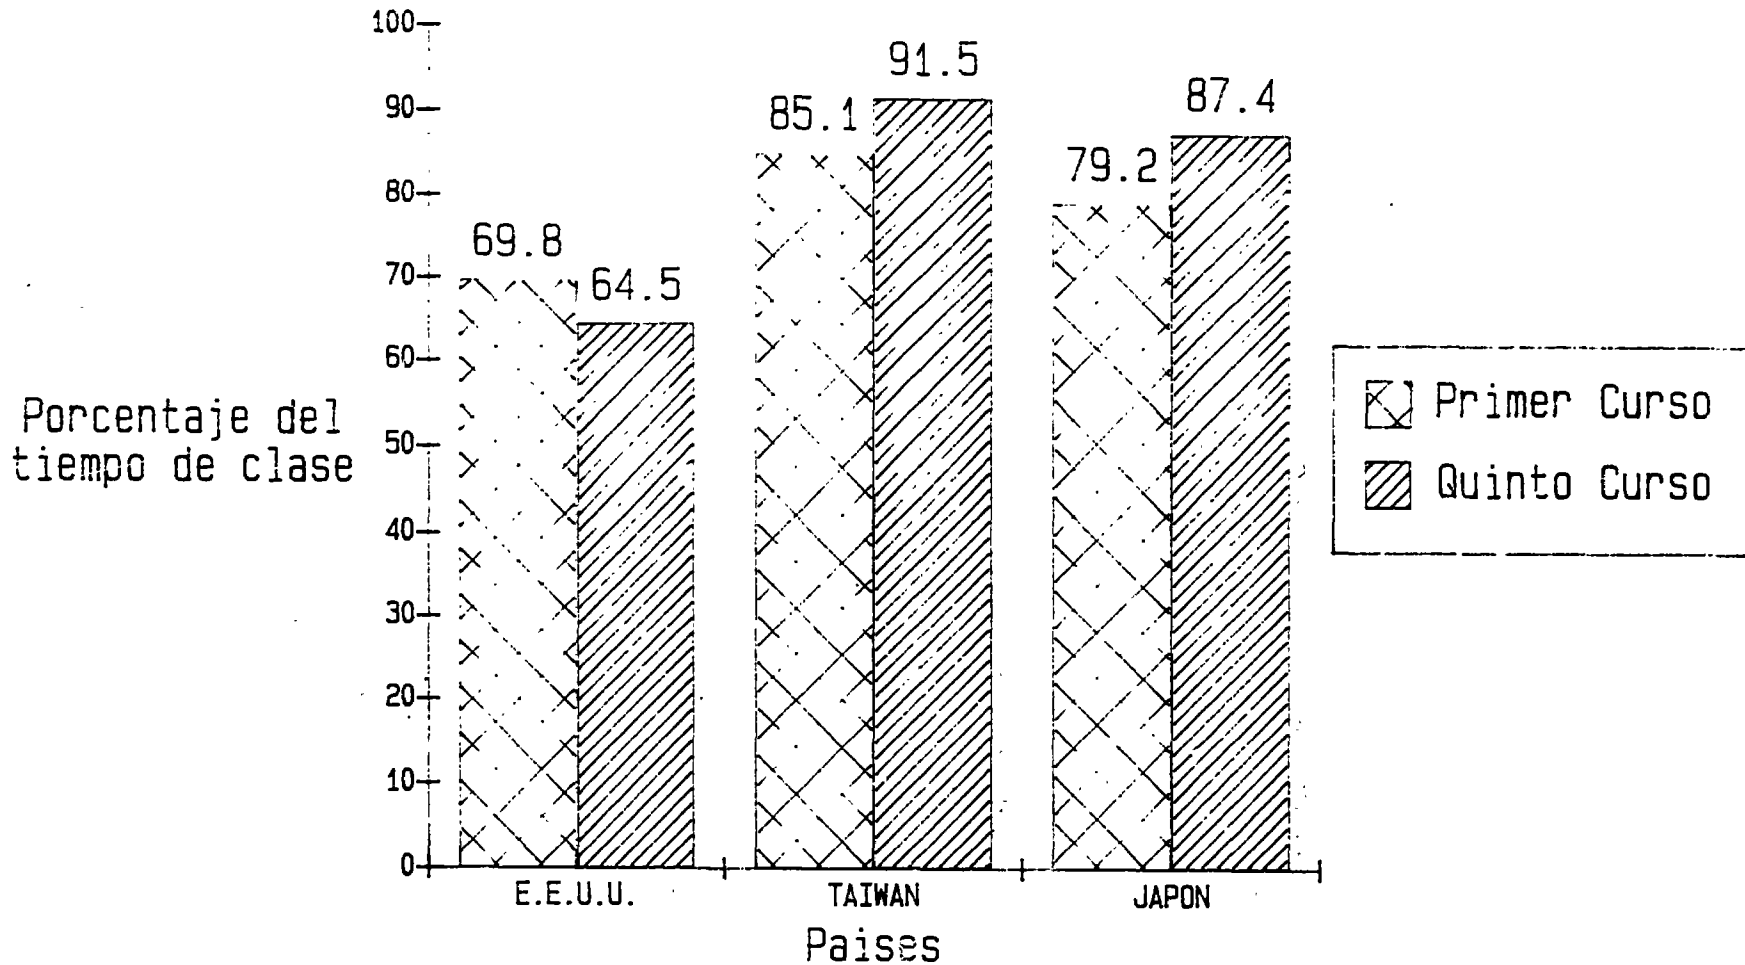 100
90
80
70
60
50
40
30
20
10
0
Porcentaje del
tiempo de clase
69.8
64.5
85.1
91.5
79.2
87.4
E.E.U.U.
TAIWAN
JAPON
Paises
Primer Curso
Quinto Curso